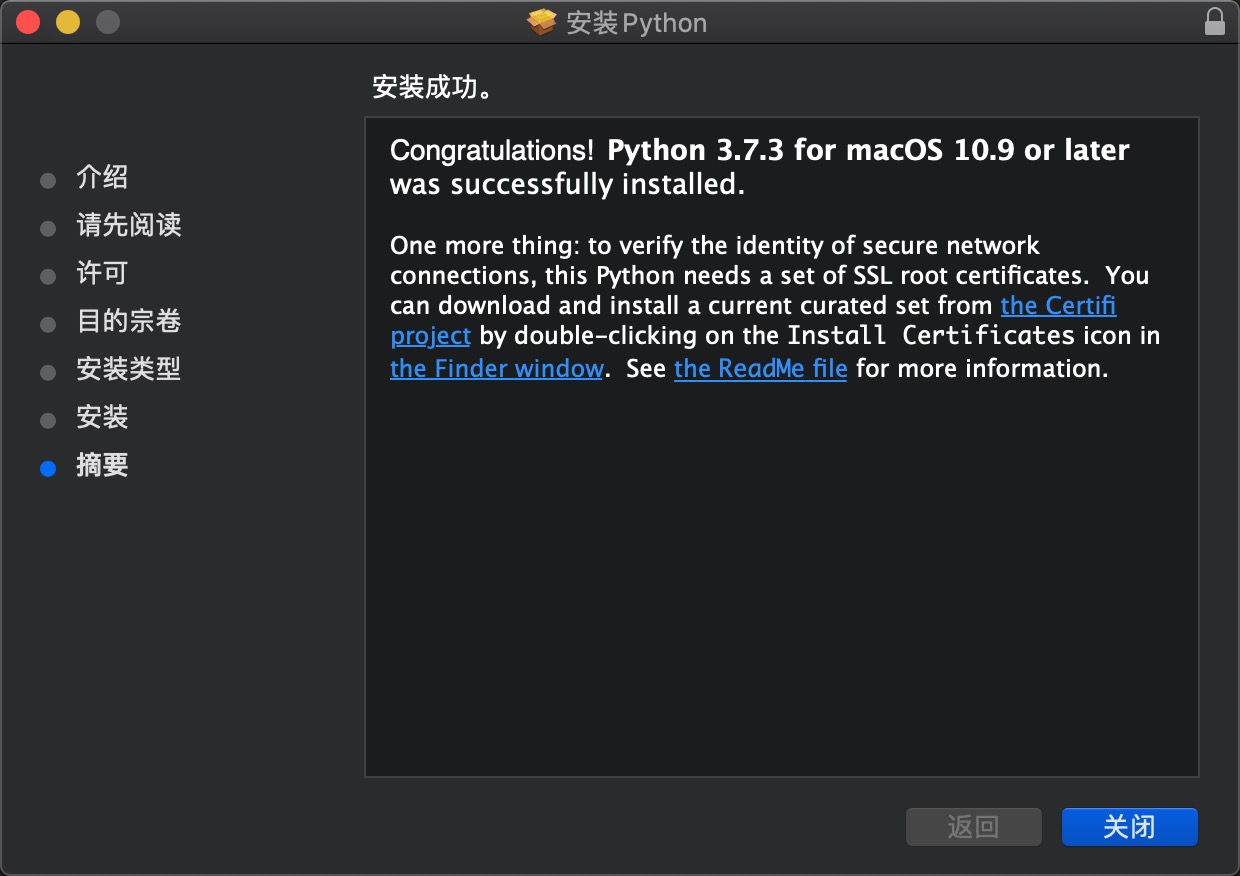 安装Python
安装成功。
介绍
请先阅读
许可
目的宗卷
安装类型
安装
摘要
Congratulations! Python 3.7.3 for macOS 10.9 or later
was successfully installed.
One more thing: to verify the identity of secure network
connections, this Python needs a set of SSL root certificates.  You
can download and install a current curated set from the Certifi
project by double-clicking on the Install Certificates icon in
the Finder window.  See the ReadMe file for more information.
返回
关闭